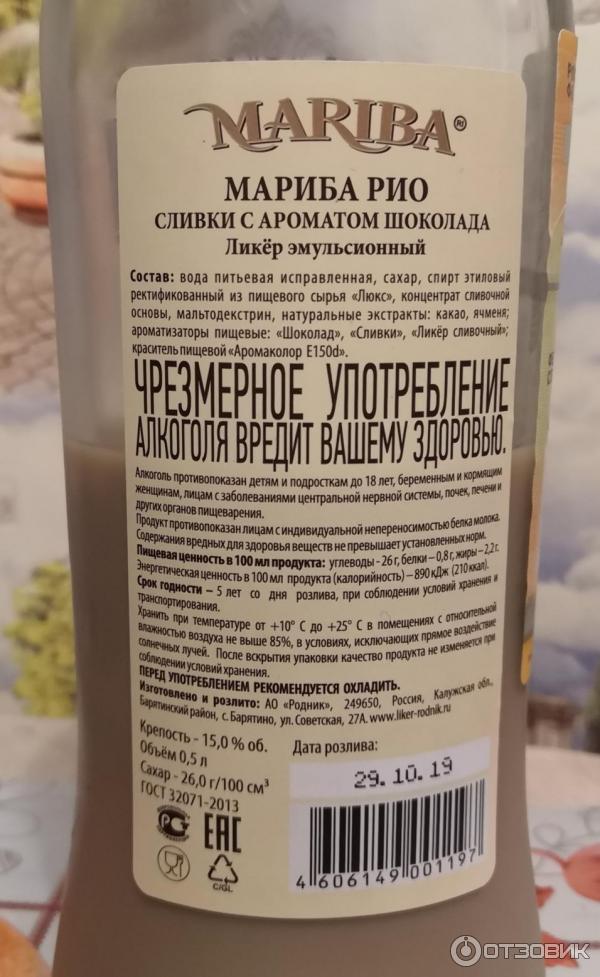 MARIBA®
МАРИБА РИО
СЛИВКИ С АРОМАТОМ ШОКОЛАДА
Ликёр эмульсионный
Состав: вода питьевая исправленная, сахар, спирт этиловый
ректификованный из пищевого сырья «Люкс», концентрат сливочной
основы, мальтодекстрин, натуральные экстракты: какао, ячменя;
ароматизаторы пищевые: «Шоколад», «Сливки», «Ликёр сливочный»;
краситель пищевой «Аромаколор E150d».
ЧРЕЗМЕРНОЕ УПОТРЕБЛЕНИЕ
АЛКОГОЛЯ ВРЕДИТ ВАШЕМУ ЗДОРОВЬЮ.
Алкоголь противопоказан детям и подросткам до 18 лет, беременным и кормящим
женщинам, лицам с заболеваниями центральной нервной системы, почек, печени и
других органов пищеварения.
Продукт противопоказан лицам с индивидуальной непереносимостью белка молока.
Содержания вредных для здоровья веществ не превышает установленных норм.
Пищевая ценность в 100 мл продукта: углеводы – 26 г, белки – 0,8 г, жиры – 2,2 г.
Энергетическая ценность в 100 мл продукта (калорийность) – 890 кДж (210 ккал).
Срок годности – 5 лет со дня розлива, при соблюдении условий хранения и
транспортирования.
Хранить при температуре от +10° С до +25° С в помещениях с относительной
влажностью воздуха не выше 85%, в условиях, исключающих прямое воздействие
солнечных лучей. После вскрытия упаковки качество продукта не изменяется при
соблюдении условий хранения.
ПЕРЕД УПОТРЕБЛЕНИЕМ РЕКОМЕНДУЕТСЯ ОХЛАДИТЬ.
Изготовлено и розлито: АО «Родник», 249650, Россия, Калужская обл.,
Барятинский район, с. Барятино, ул. Советская, 27А. www.liker-rodnik.ru
Крепость - 15,0 % об.
Объём 0,5 л
Сахар - 26,0 г/100 см³
ГОСТ 32071-2013
Дата розлива:
29.10.19
EAC
C/GL
4 606149 001197
ОТЗОВИК